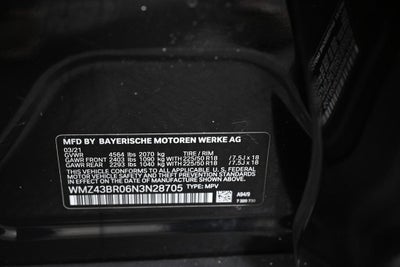 MFD BY BAYERISCHE MOTOREN WERKE AG
03/21
GVWR 4564 lbs 2070 kg TIRE / RIM
GAWR FRONT 2403 lbs 1090 kg WITH 225/50 R18 / 7.5J x 18
GAWR REAR 2293 lbs 1040 kg WITH 225/50 R18 / 7.5J x 18
THIS VEHICLE CONFORMS TO ALL APPLICABLE U. S. FEDERAL
MOTOR VEHICLE SAFETY AND THEFT PREVENTION STANDARDS
IN EFFECT ON THE DATE OF MANUFACTURE SHOWN ABOVE.
WMZ43BR06N3N28705 TYPE: MPV
A94/9